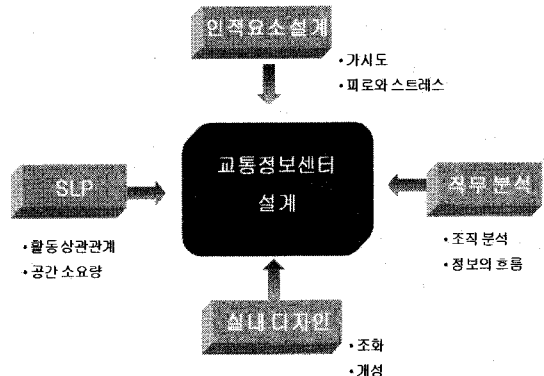 인적요소설계
• 가시도
• 피로와 스트레스
교통정보센터
설계
SLP
• 활동상관관계
• 공간 소요량
직무 분석
• 조직 분석
• 정보의 흐름
실내 디자인
• 조화
• 개성